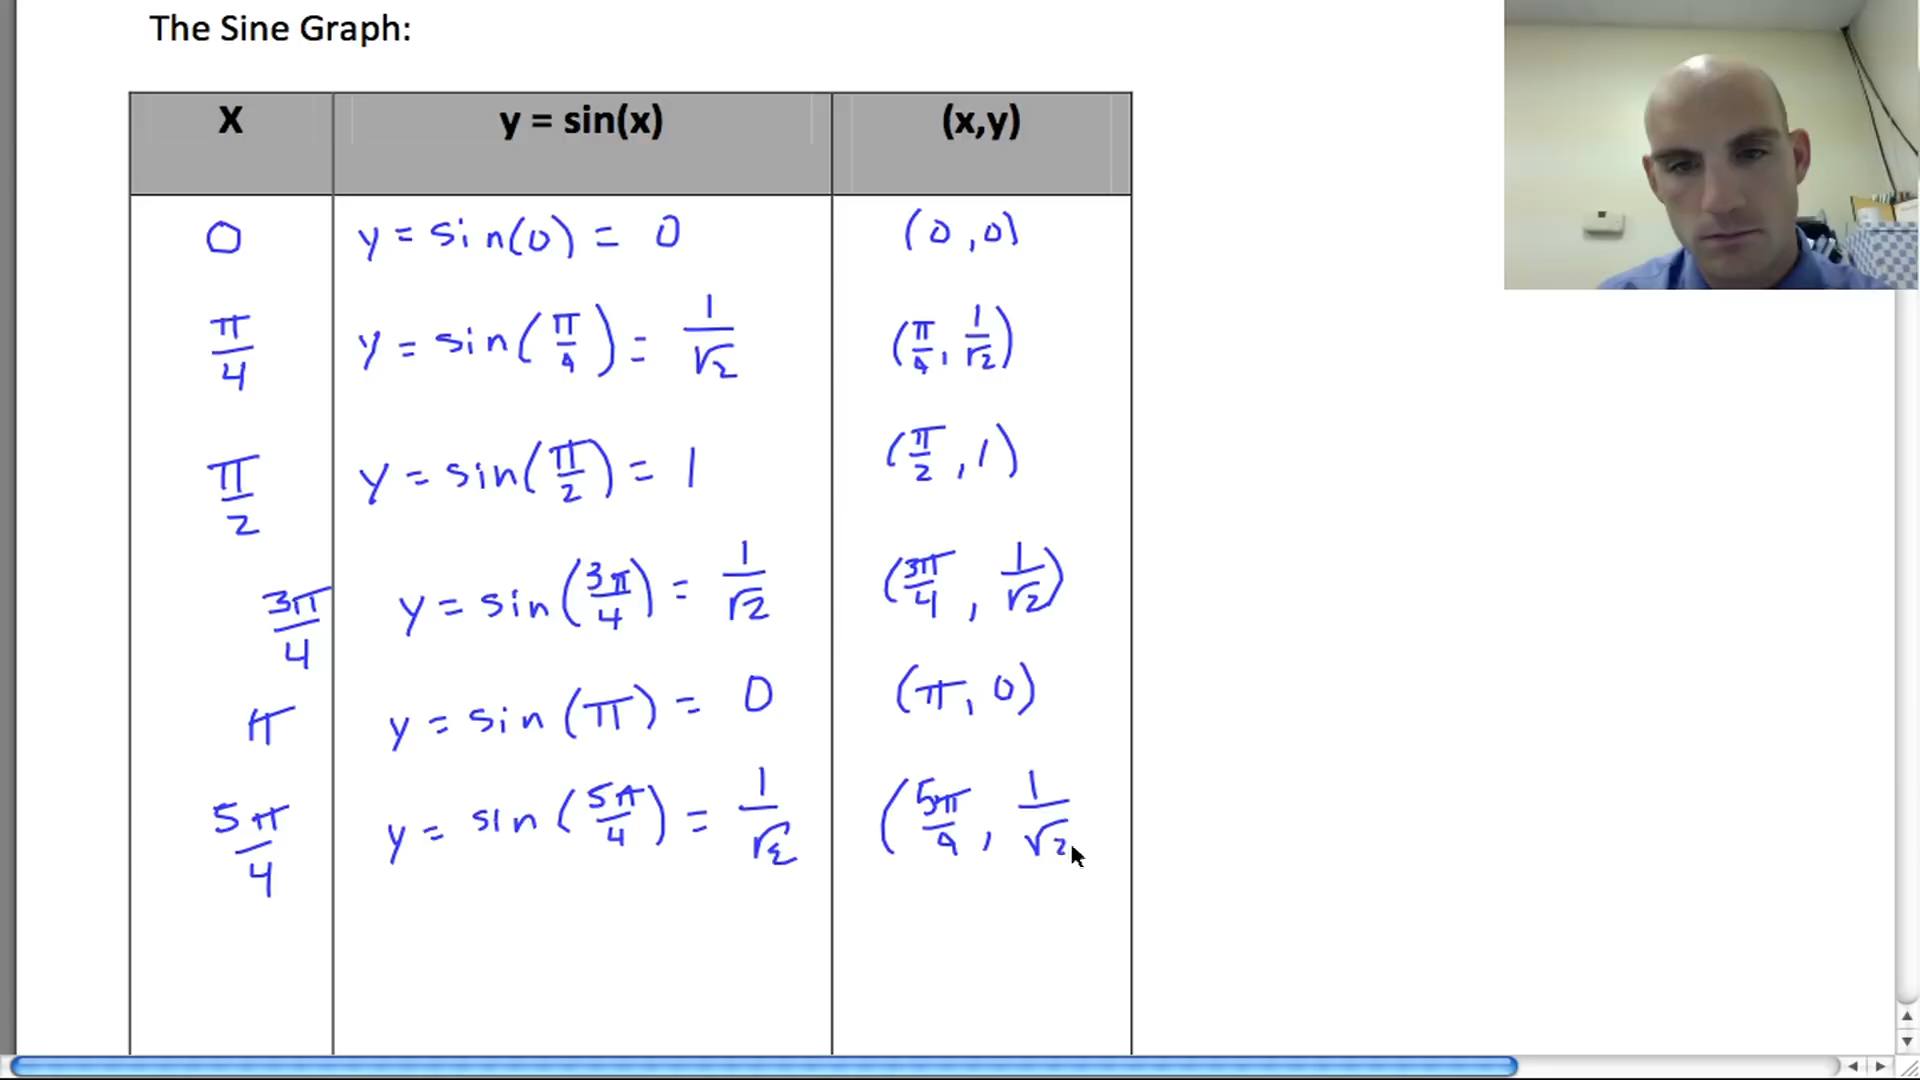 The Sine Graph:
X y = sin(x) (x,y)
0 y = sin(0) = 0 (0,0)
π/4 y = sin(π/4) = 1/√2 (π/4, 1/√2)
π/2 y = sin(π/2) = 1 (π/2, 1)
3π/4 y = sin(3π/4) = 1/√2 (3π/4, 1/√2)
π y = sin(π) = 0 (π, 0)
5π/4 y = sin(5π/4) = 1/√2 (5π/4, 1/√2